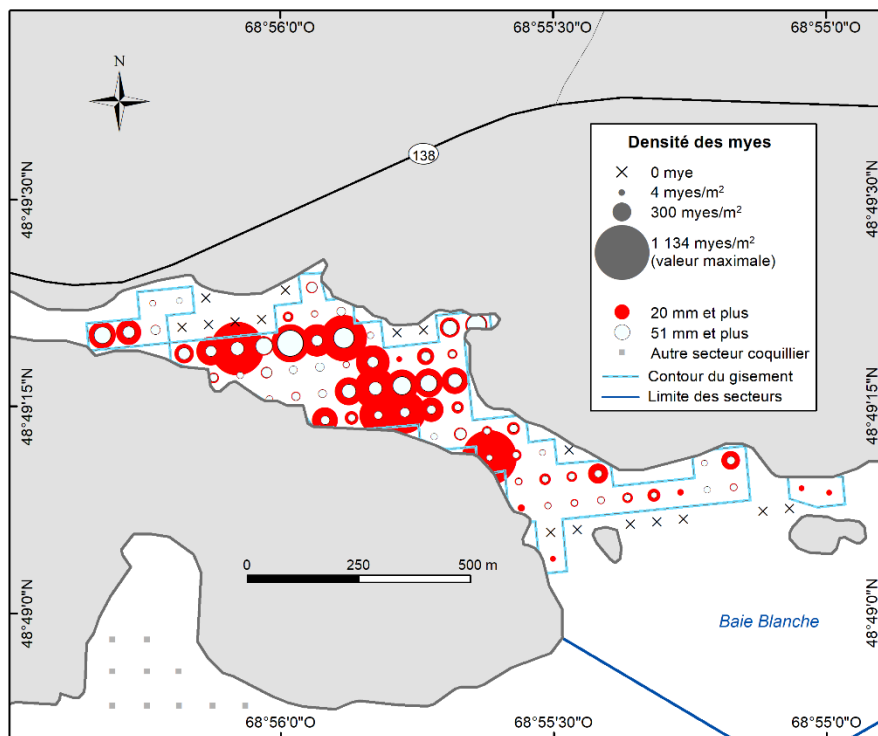 68°56'0"O
68°55'30"O
68°55'0"O
N
138
48°49'30"N
48°49'30"N
Densité des myes
0 mye
4 myes/m²
300 myes/m²
1 134 myes/m²
(valeur maximale)
20 mm et plus
51 mm et plus
Autre secteur coquillier
Contour du gisement
Limite des secteurs
48°49'15"N
48°49'15"N
0
250
500 m
48°49'0"N
48°49'0"N
Baie Blanche
68°56'0"O
68°55'30"O
68°55'0"O